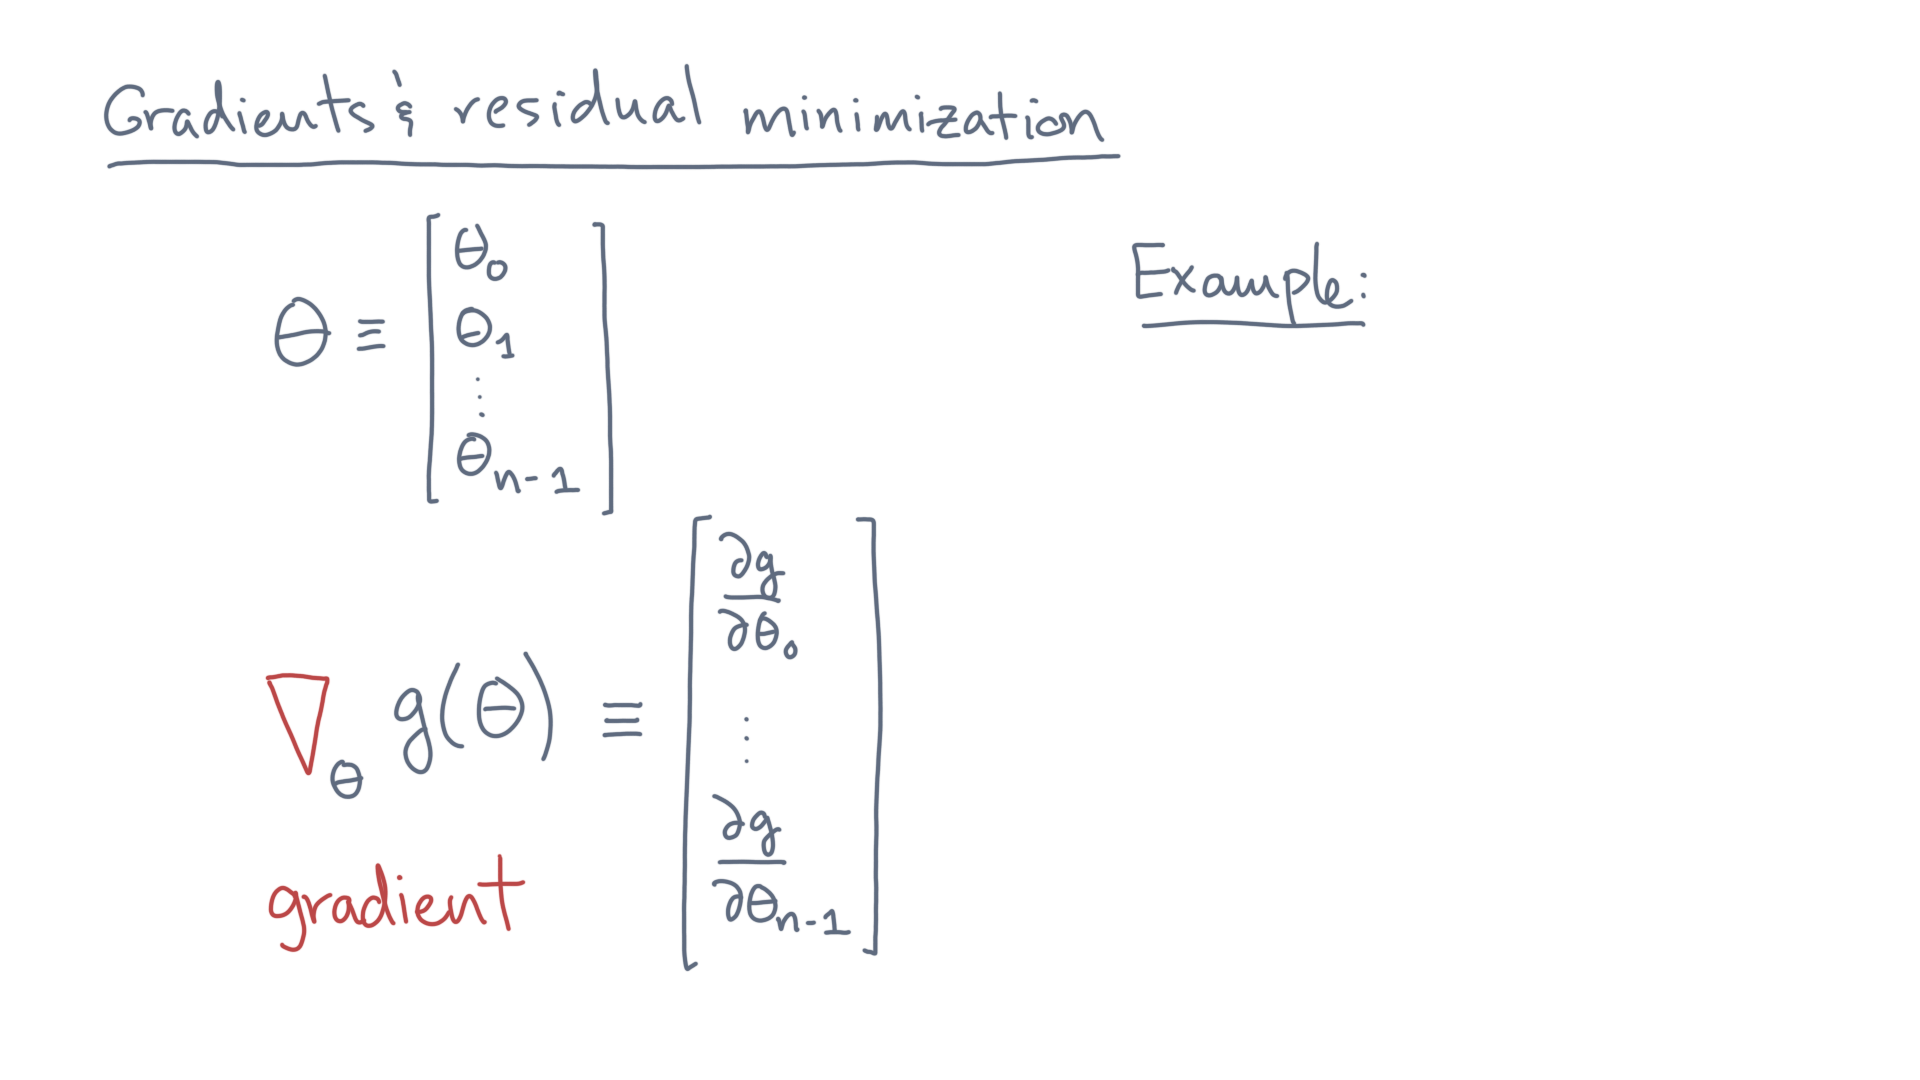 Gradients & residual minimization
θ ≡ [ θ₀
θ₁
⋮
θₙ₋₁ ]
Example:
∇_θ g(θ) ≡ [ ∂g/∂θ₀
⋮
∂g/∂θₙ₋₁ ]
gradient